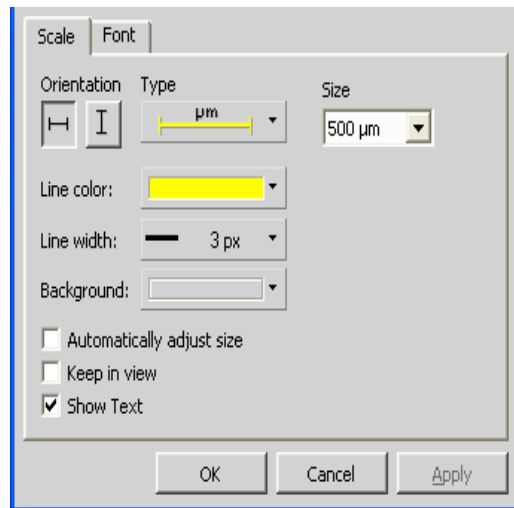 Scale Font
Orientation Type Size
µm
500 µm
Line color:
Line width: 3 px
Background:
Automatically adjust size
Keep in view
Show Text
OK Cancel Apply